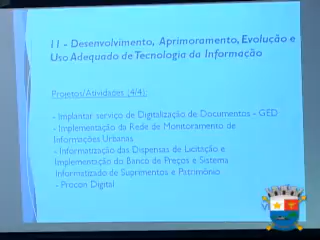 11 - Desenvolvimento, Aprimoramento, Evolução e
Uso Adequado de Tecnologia da Informação
Projetos/Atividades (4/4):
- Implantar serviço de Digitalização de Documentos - GED
- Implementação da Rede de Monitoramento de
Informações Urbanas
- Informatização das Dispensas de Licitação e
Implementação do Banco de Preços e Sistema
Informatizado de Suprimentos e Patrimônio
- Procon Digital